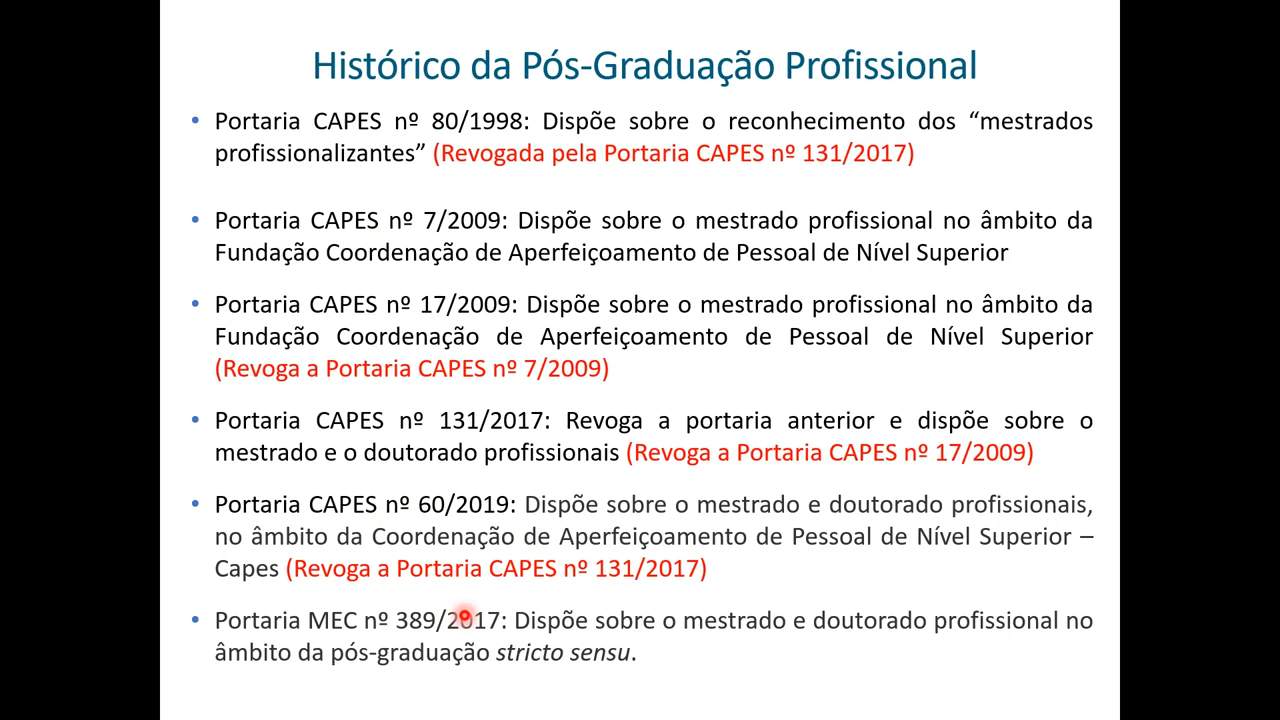 Histórico da Pós-Graduação Profissional
• Portaria CAPES nº 80/1998: Dispõe sobre o reconhecimento dos “mestrados
profissionalizantes” (Revogada pela Portaria CAPES nº 131/2017)
• Portaria CAPES nº 7/2009: Dispõe sobre o mestrado profissional no âmbito da
Fundação Coordenação de Aperfeiçoamento de Pessoal de Nível Superior
• Portaria CAPES nº 17/2009: Dispõe sobre o mestrado profissional no âmbito da
Fundação Coordenação de Aperfeiçoamento de Pessoal de Nível Superior
(Revoga a Portaria CAPES nº 7/2009)
• Portaria CAPES nº 131/2017: Revoga a portaria anterior e dispõe sobre o
mestrado e o doutorado profissionais (Revoga a Portaria CAPES nº 17/2009)
• Portaria CAPES nº 60/2019: Dispõe sobre o mestrado e doutorado profissionais,
no âmbito da Coordenação de Aperfeiçoamento de Pessoal de Nível Superior –
Capes (Revoga a Portaria CAPES nº 131/2017)
• Portaria MEC nº 389/2017: Dispõe sobre o mestrado e doutorado profissional no
âmbito da pós-graduação stricto sensu.